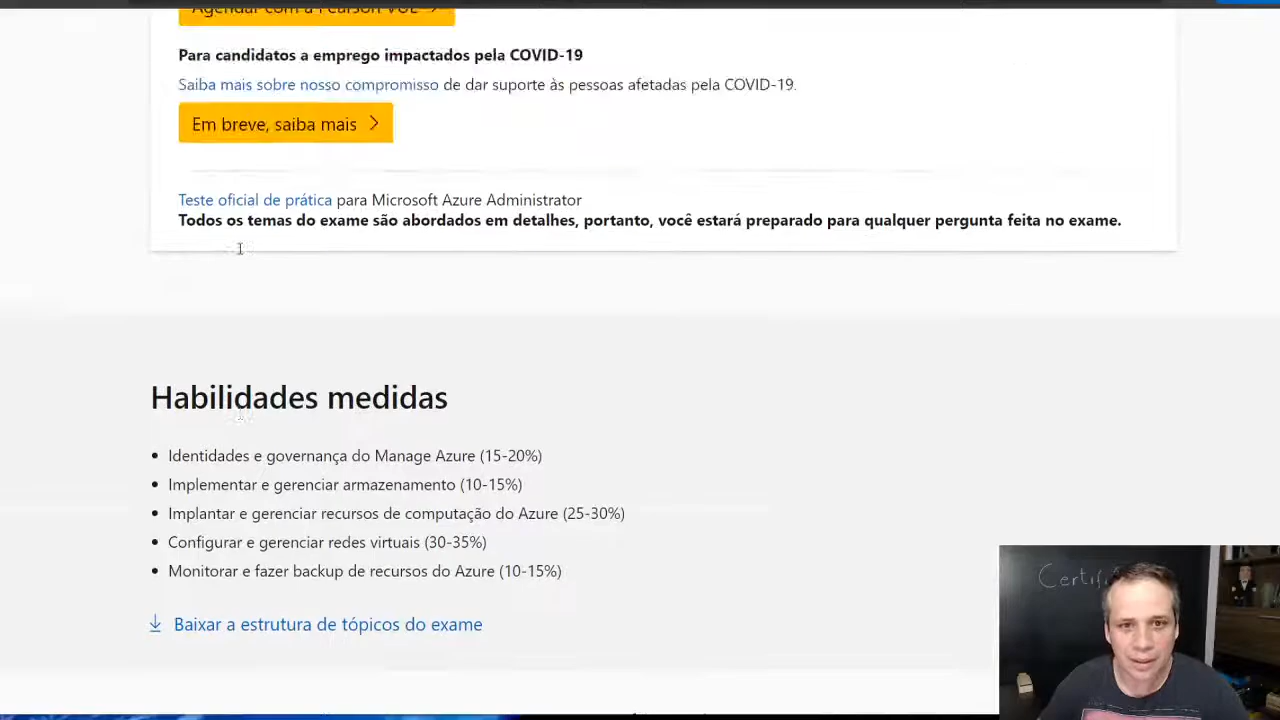 Agendar com a Pearson VUE
Para candidatos a emprego impactados pela COVID-19
Saiba mais sobre nosso compromisso de dar suporte às pessoas afetadas pela COVID-19.
Em breve, saiba mais
Teste oficial de prática para Microsoft Azure Administrator
Todos os temas do exame são abordados em detalhes, portanto, você estará preparado para qualquer pergunta feita no exame.
Habilidades medidas
• Identidades e governança do Manage Azure (15-20%)
• Implementar e gerenciar armazenamento (10-15%)
• Implantar e gerenciar recursos de computação do Azure (25-30%)
• Configurar e gerenciar redes virtuais (30-35%)
• Monitorar e fazer backup de recursos do Azure (10-15%)
Baixar a estrutura de tópicos do exame